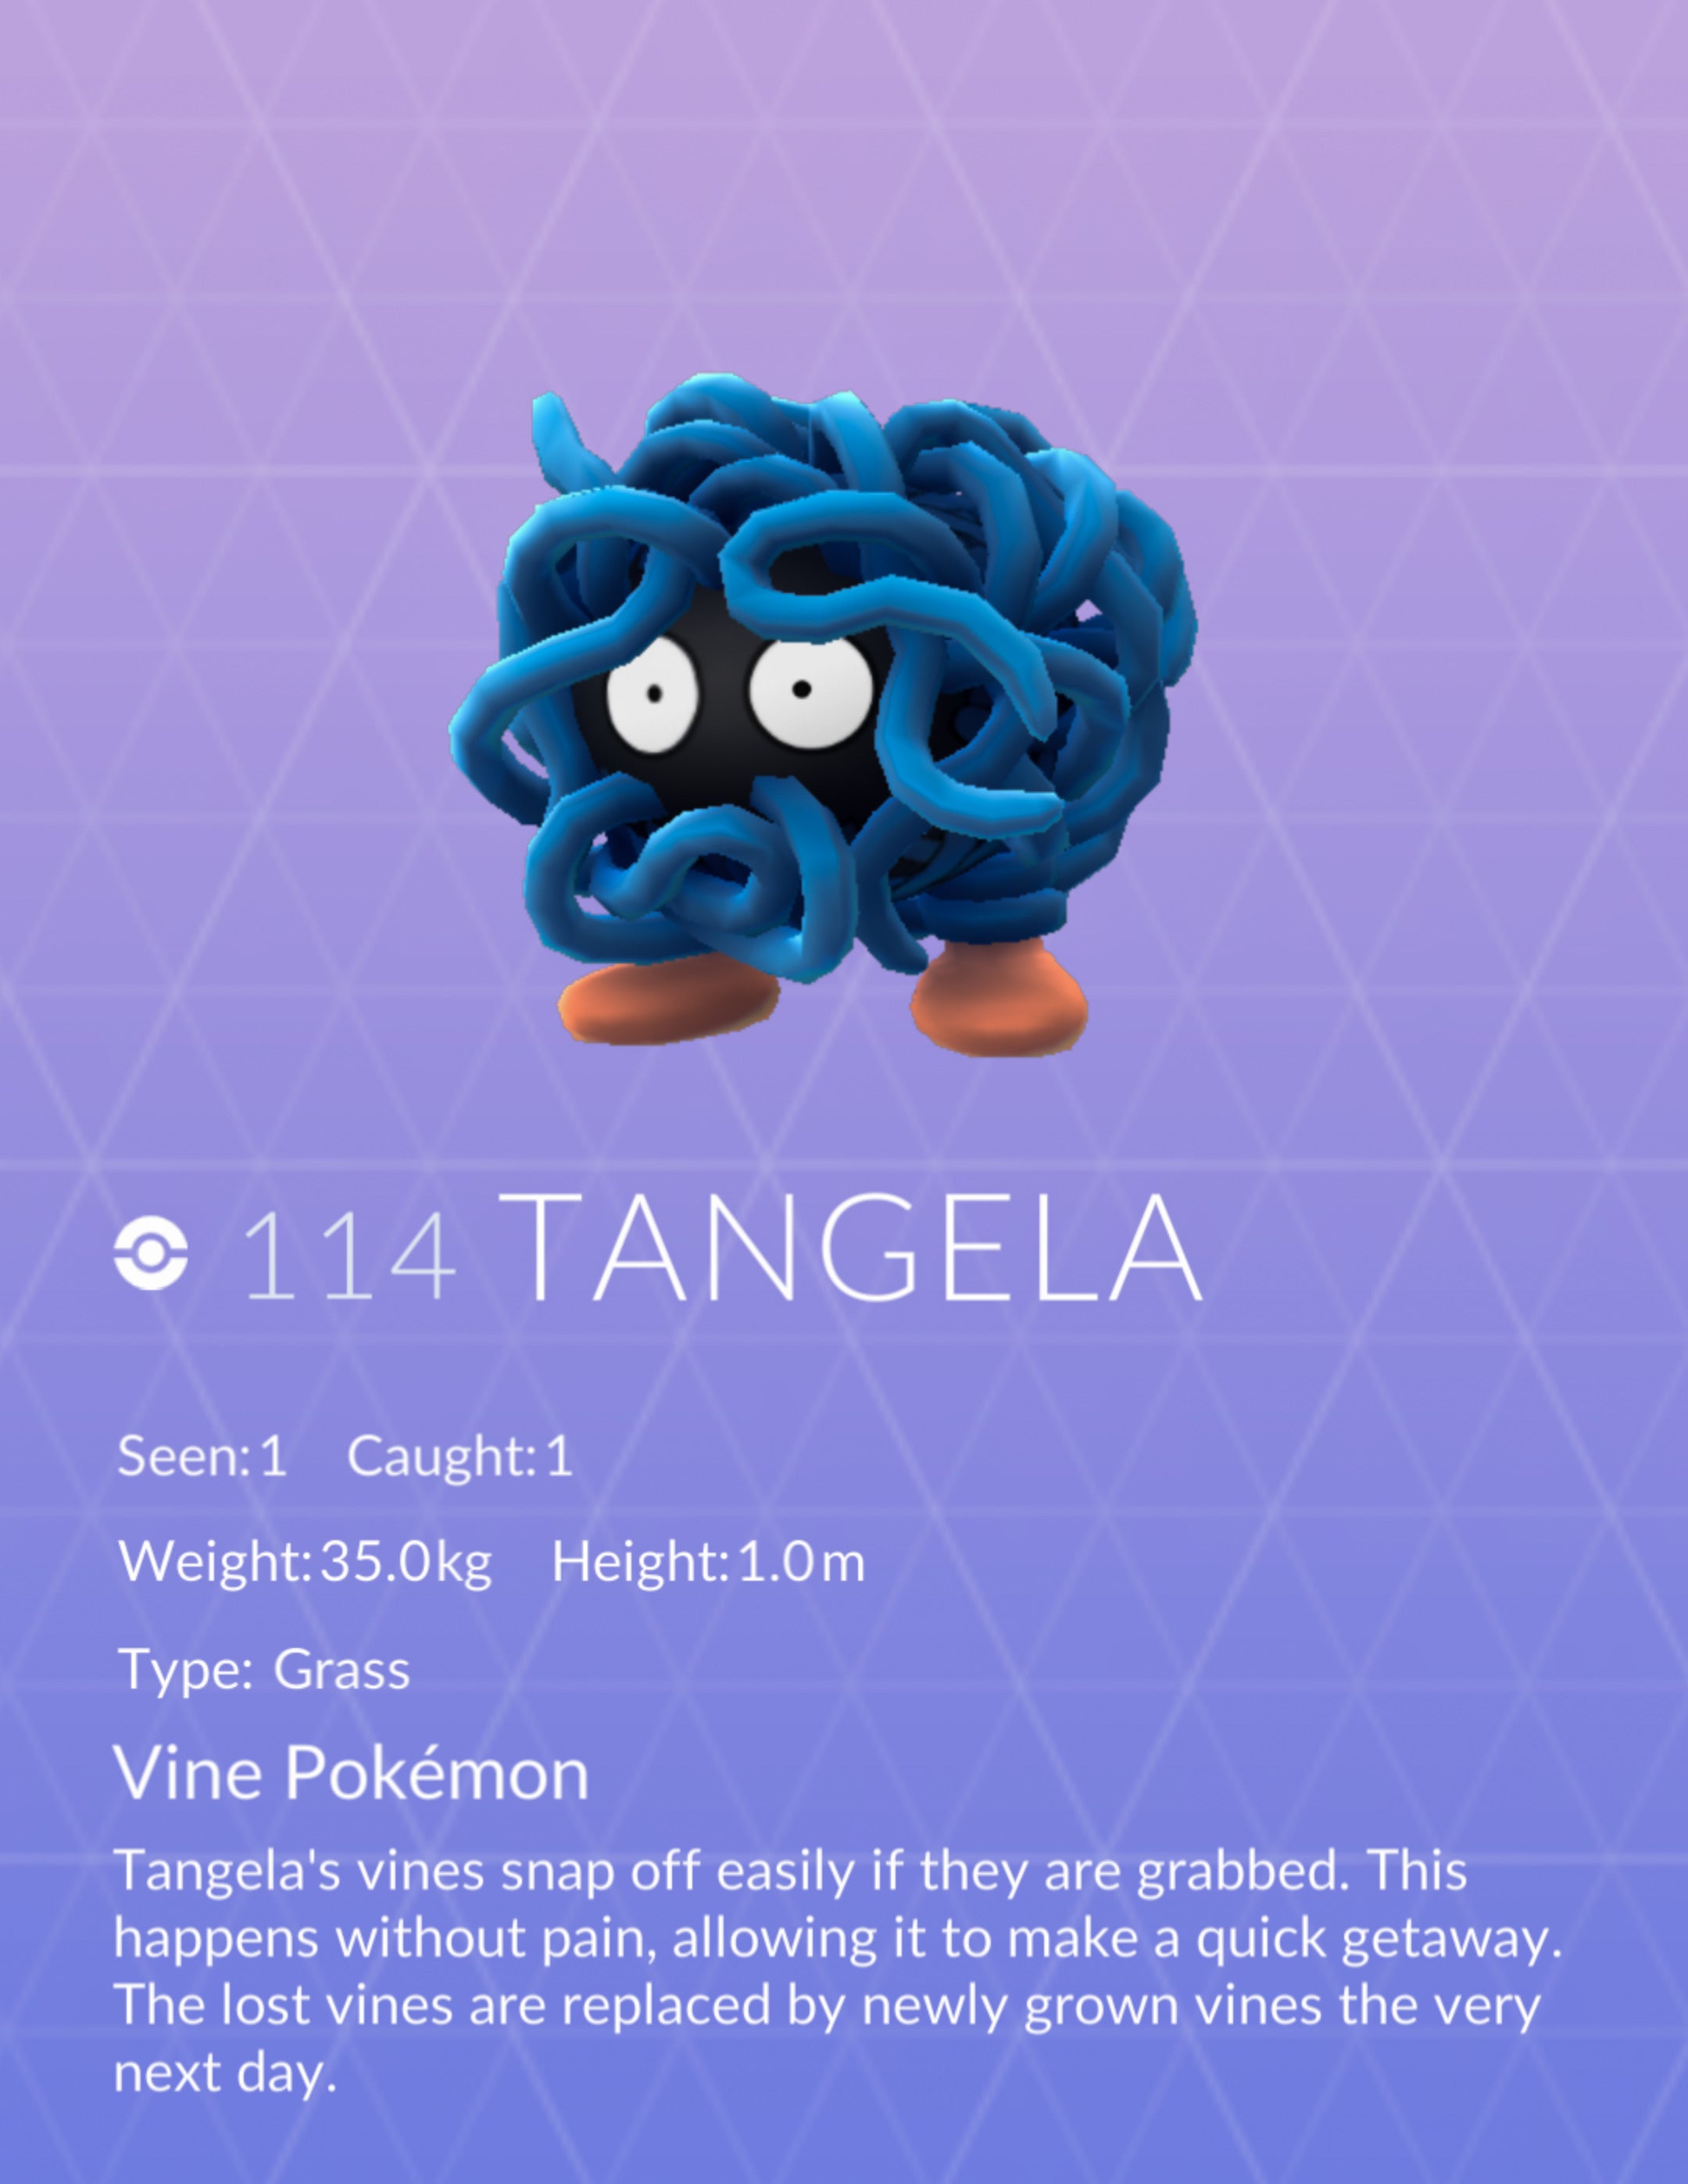 114 TANGELA
Seen:1 Caught:1
Weight:35.0kg Height:1.0m
Type: Grass
Vine Pokémon
Tangela's vines snap off easily if they are grabbed. This
happens without pain, allowing it to make a quick getaway.
The lost vines are replaced by newly grown vines the very
next day.